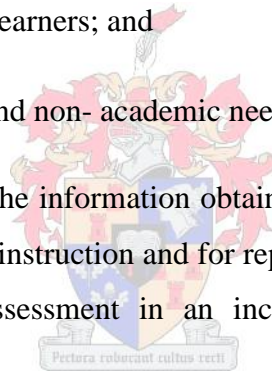 earners; and
nd non- academic nee
he information obtain
instruction and for rep
ssessment in an inc
Pectora roborant cultus recti